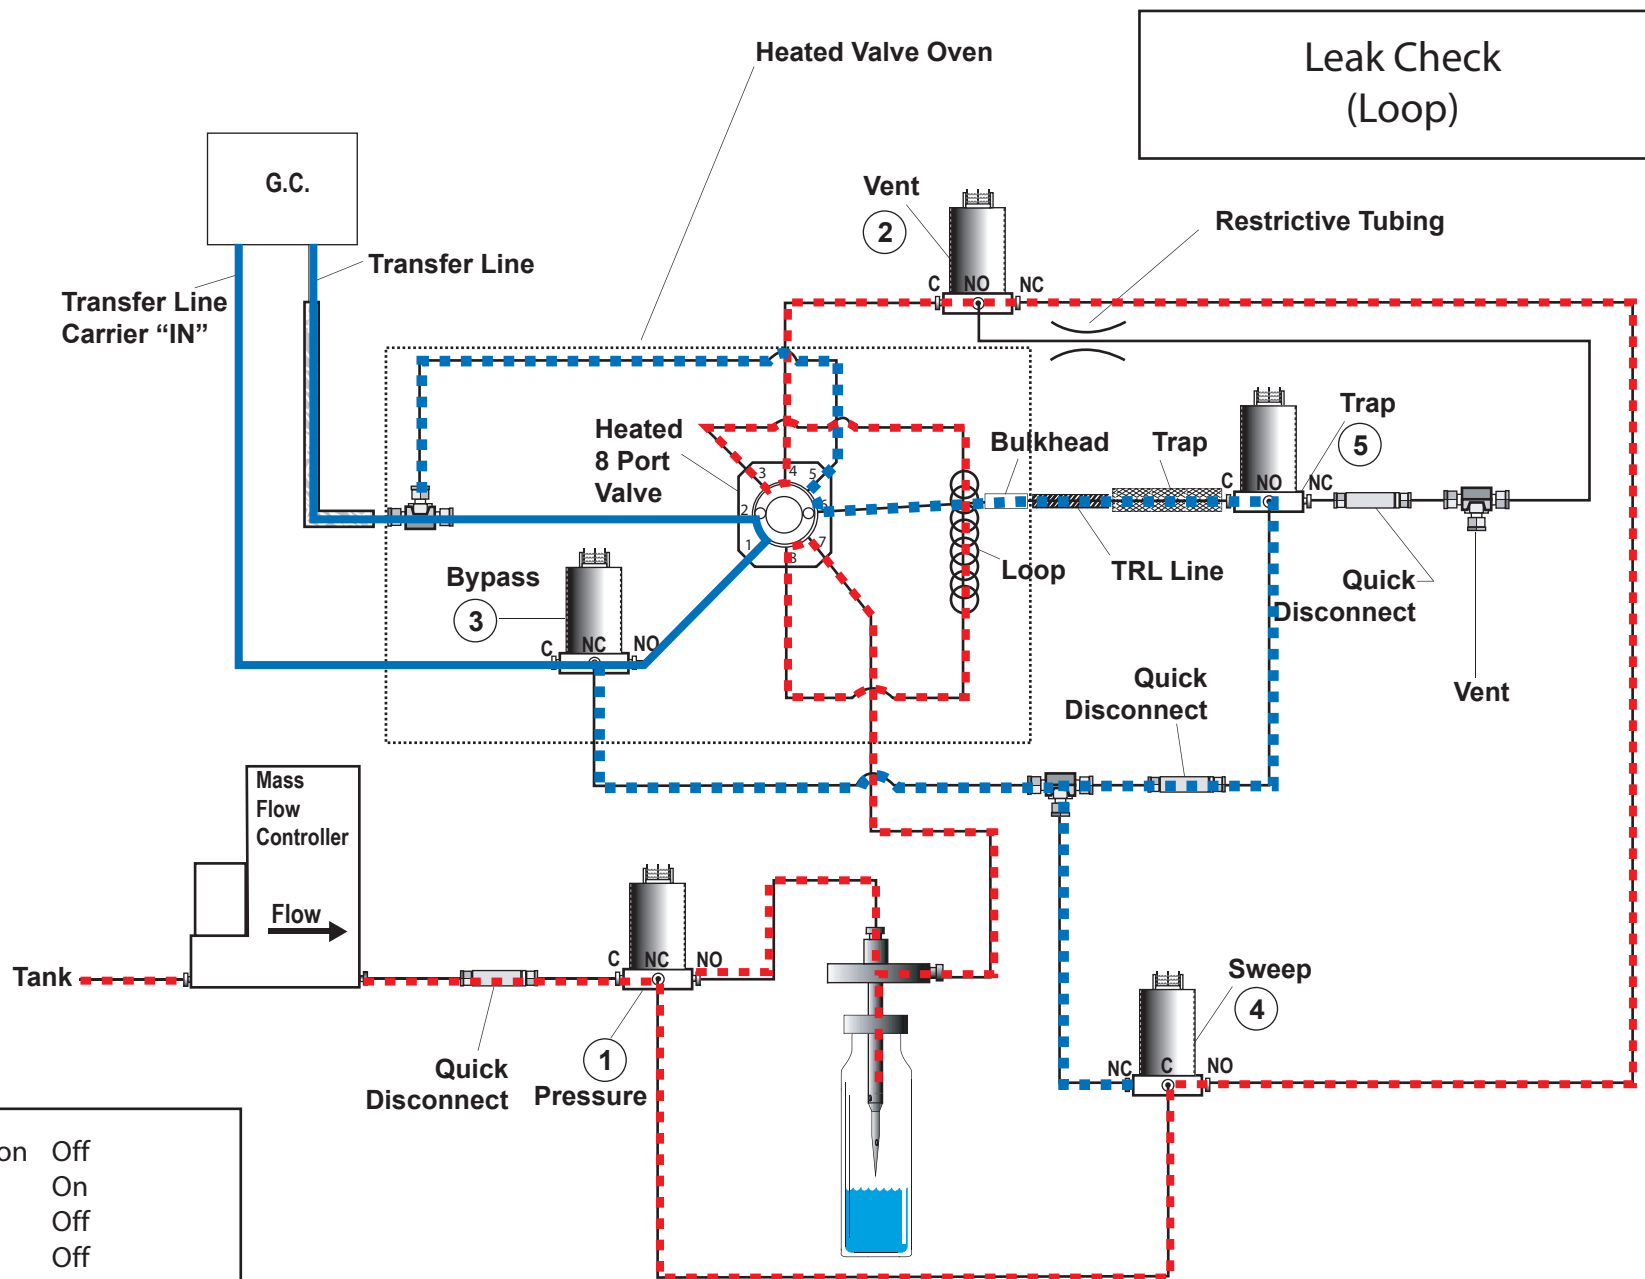 Leak Check
(Loop)
Heated Valve Oven
G.C.
Vent
2
Restrictive Tubing
Transfer Line
Transfer Line
Carrier “IN”
C NO NC
Heated
8 Port
Valve
3 4 5
2 6
1 8 7
Bulkhead
Trap
Trap
5
C NO NC
Bypass
3
C NC NO
Loop
TRL Line
Quick
Disconnect
Vent
Quick
Disconnect
Mass
Flow
Controller
Flow
Tank
C NC NO
Quick
Disconnect
1
Pressure
Sweep
4
NC C NO
on Off
On
Off
Off